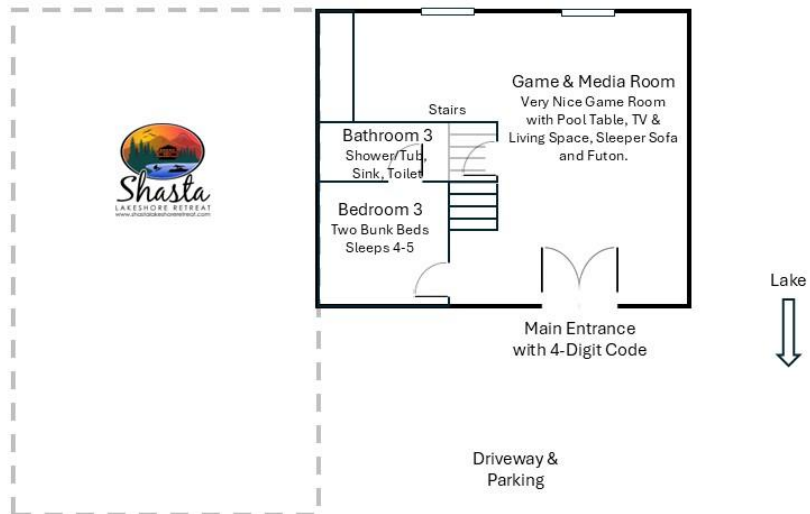 Game & Media Room
Very Nice Game Room
with Pool Table, TV &
Living Space, Sleeper Sofa
and Futon.
Stairs
Bathroom 3
Shower/Tub,
Sink, Toilet
Shasta
LAKESHORE RETREAT
www.shastalakeshoreretreat.com
Bedroom 3
Two Bunk Beds
Sleeps 4-5
Lake
Main Entrance
with 4-Digit Code
Driveway &
Parking